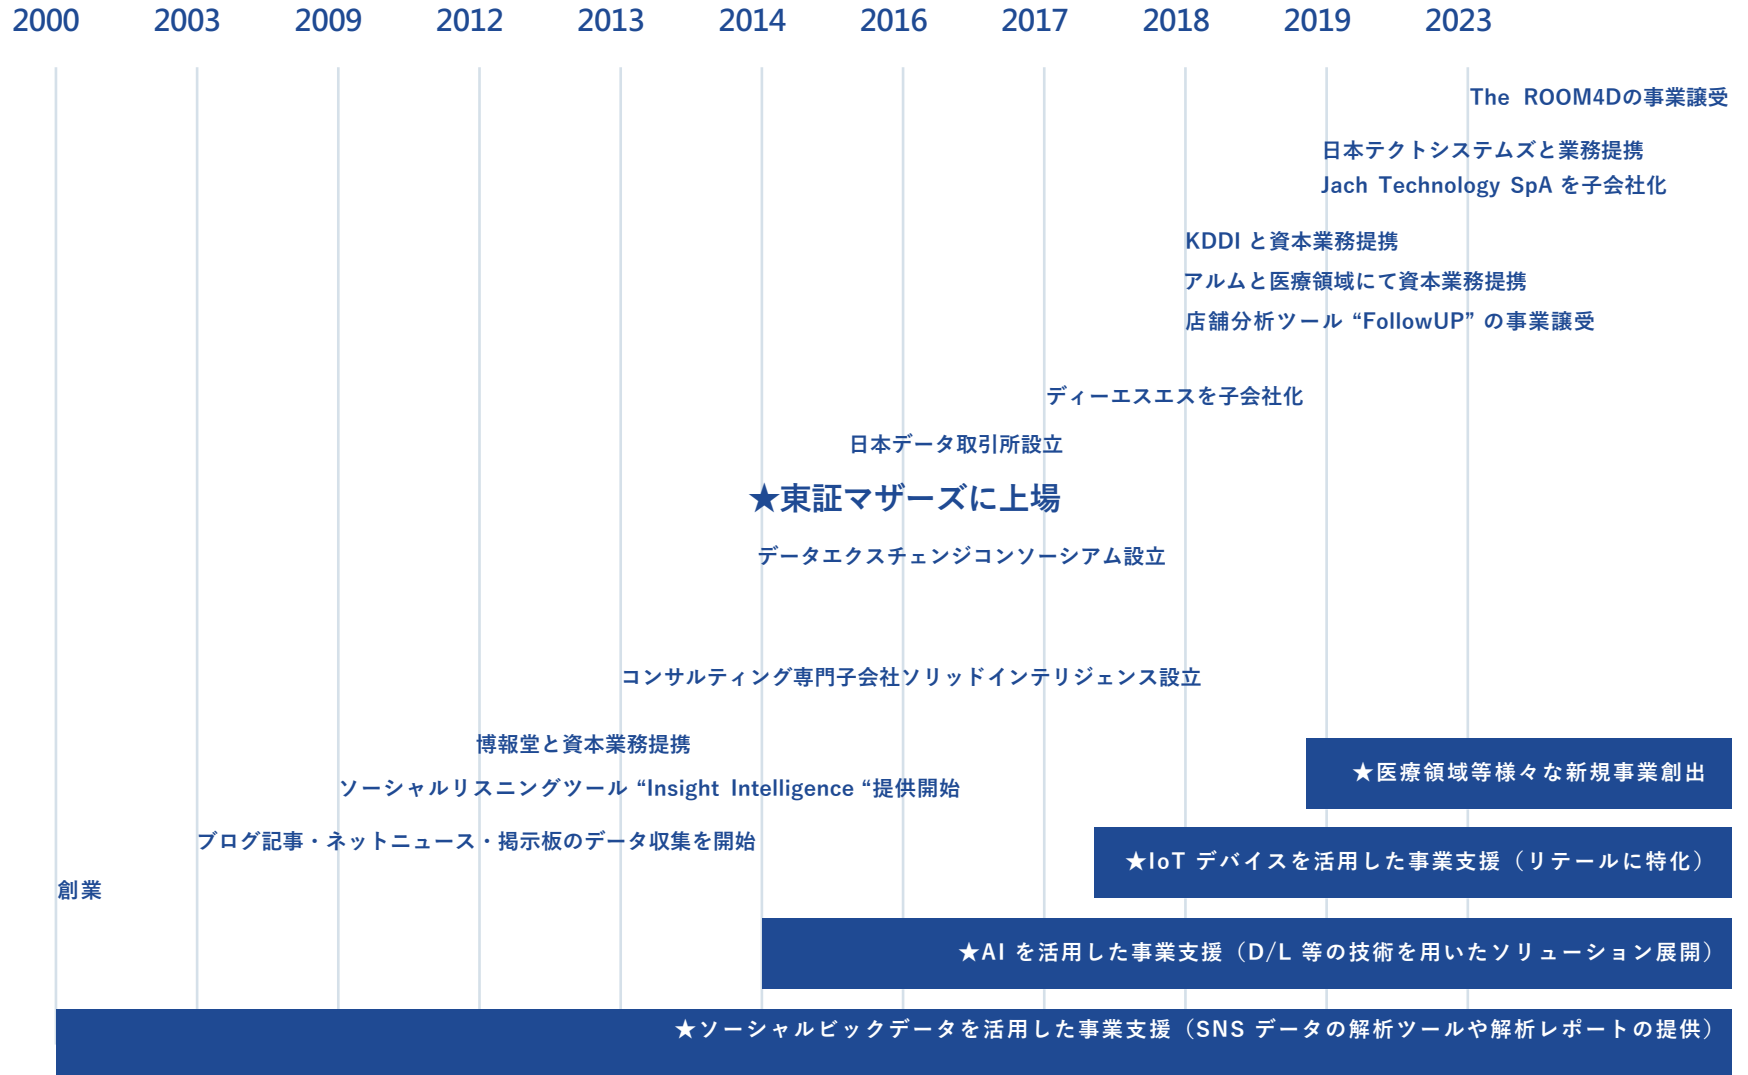 2000 2003 2009 2012 2013 2014 2016 2017 2018 2019 2023
The ROOM4Dの事業譲受
日本テクトシステムズと業務提携
Jach Technology SpA を子会社化
KDDI と資本業務提携
アルムと医療領域にて資本業務提携
店舗分析ツール “FollowUP” の事業譲受
ディーエスエスを子会社化
日本データ取引所設立
★東証マザーズに上場
データエクスチェンジコンソーシアム設立
コンサルティング専門子会社ソリッドインテリジェンス設立
博報堂と資本業務提携
ソーシャルリスニングツール “Insight Intelligence “提供開始
ブログ記事・ネットニュース・掲示板のデータ収集を開始
創業
★医療領域等様々な新規事業創出
★IoT デバイスを活用した事業支援（リテールに特化）
★AI を活用した事業支援（D/L 等の技術を用いたソリューション展開）
★ソーシャルビックデータを活用した事業支援（SNS データの解析ツールや解析レポートの提供）